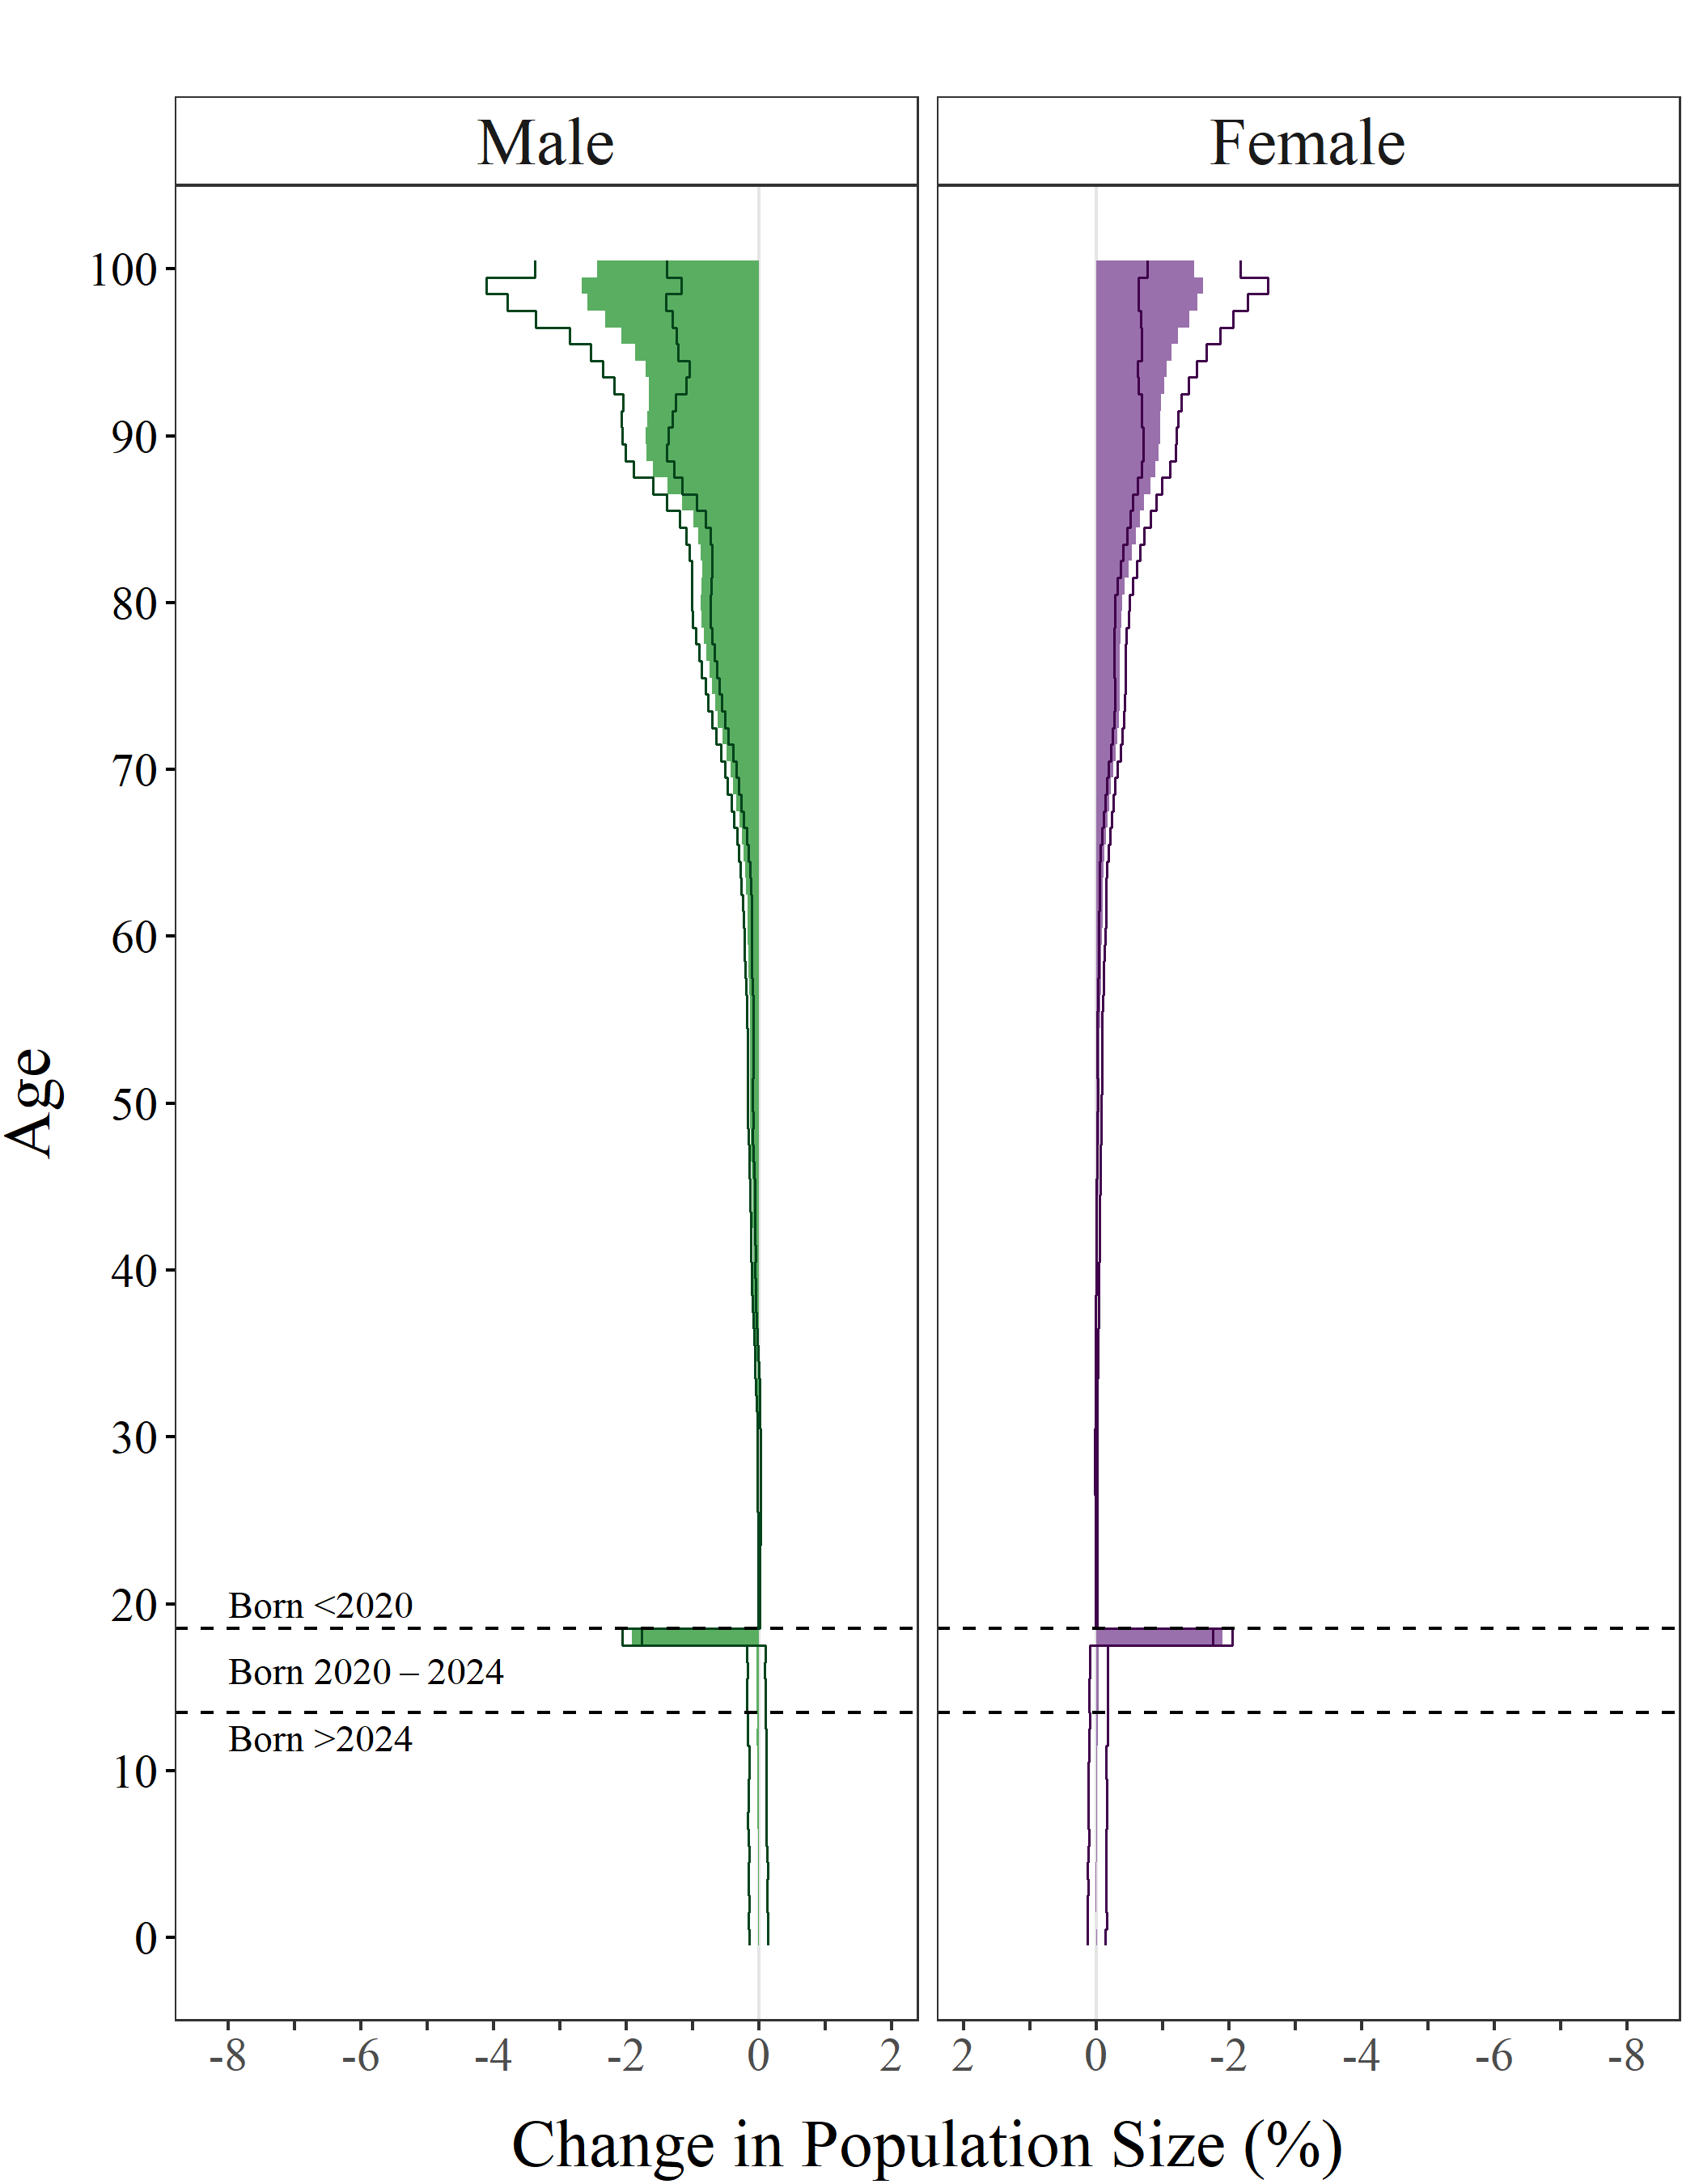 Male Female
100
90
80
70
60
50
40
30
20
10
0
Age
Born <2020
Born 2020 – 2024
Born >2024
-8 -6 -4 -2 0 2 2 0 -2 -4 -6 -8
Change in Population Size (%)